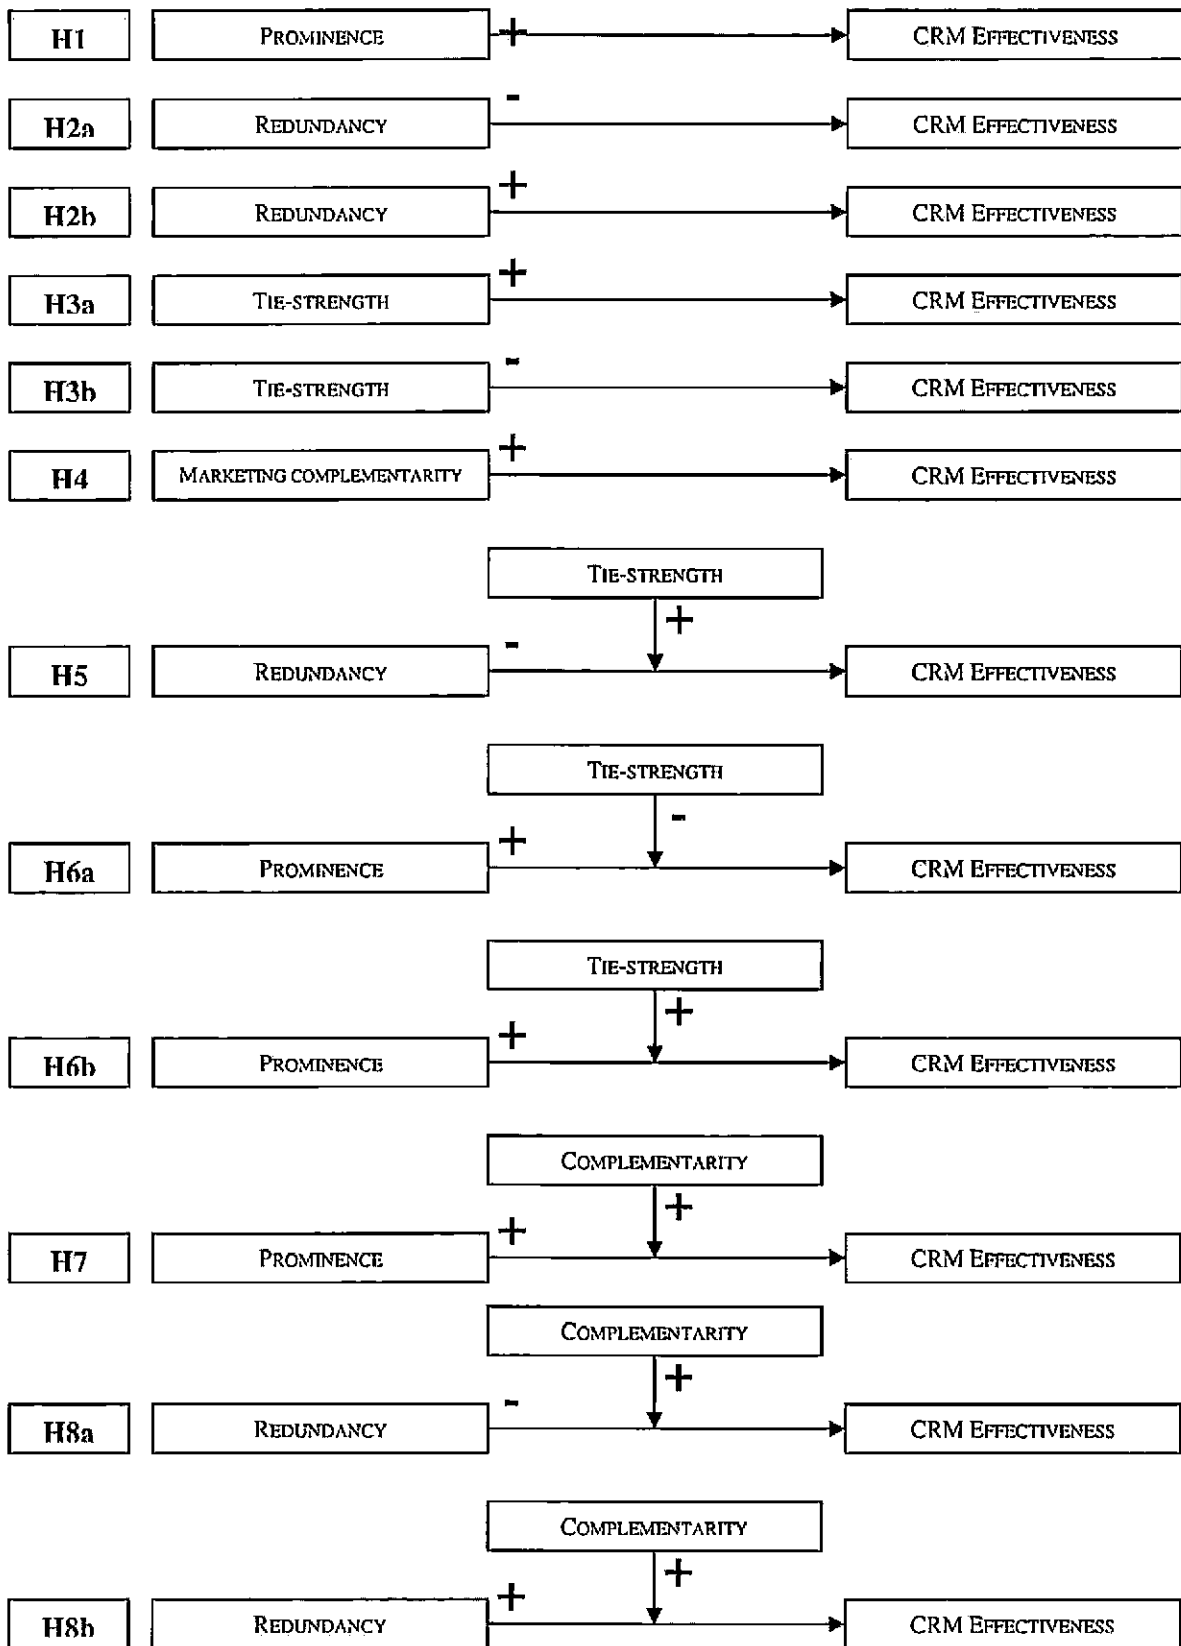 H1 PROMINENCE + CRM EFFECTIVENESS
H2a REDUNDANCY - CRM EFFECTIVENESS
H2b REDUNDANCY + CRM EFFECTIVENESS
H3a TIE-STRENGTH + CRM EFFECTIVENESS
H3b TIE-STRENGTH - CRM EFFECTIVENESS
H4 MARKETING COMPLEMENTARITY + CRM EFFECTIVENESS
TIE-STRENGTH
+
H5 REDUNDANCY - CRM EFFECTIVENESS
TIE-STRENGTH
-
H6a PROMINENCE + CRM EFFECTIVENESS
TIE-STRENGTH
+
H6b PROMINENCE + CRM EFFECTIVENESS
COMPLEMENTARITY
+
H7 PROMINENCE + CRM EFFECTIVENESS
COMPLEMENTARITY
+
H8a REDUNDANCY - CRM EFFECTIVENESS
COMPLEMENTARITY
+
H8b REDUNDANCY + CRM EFFECTIVENESS